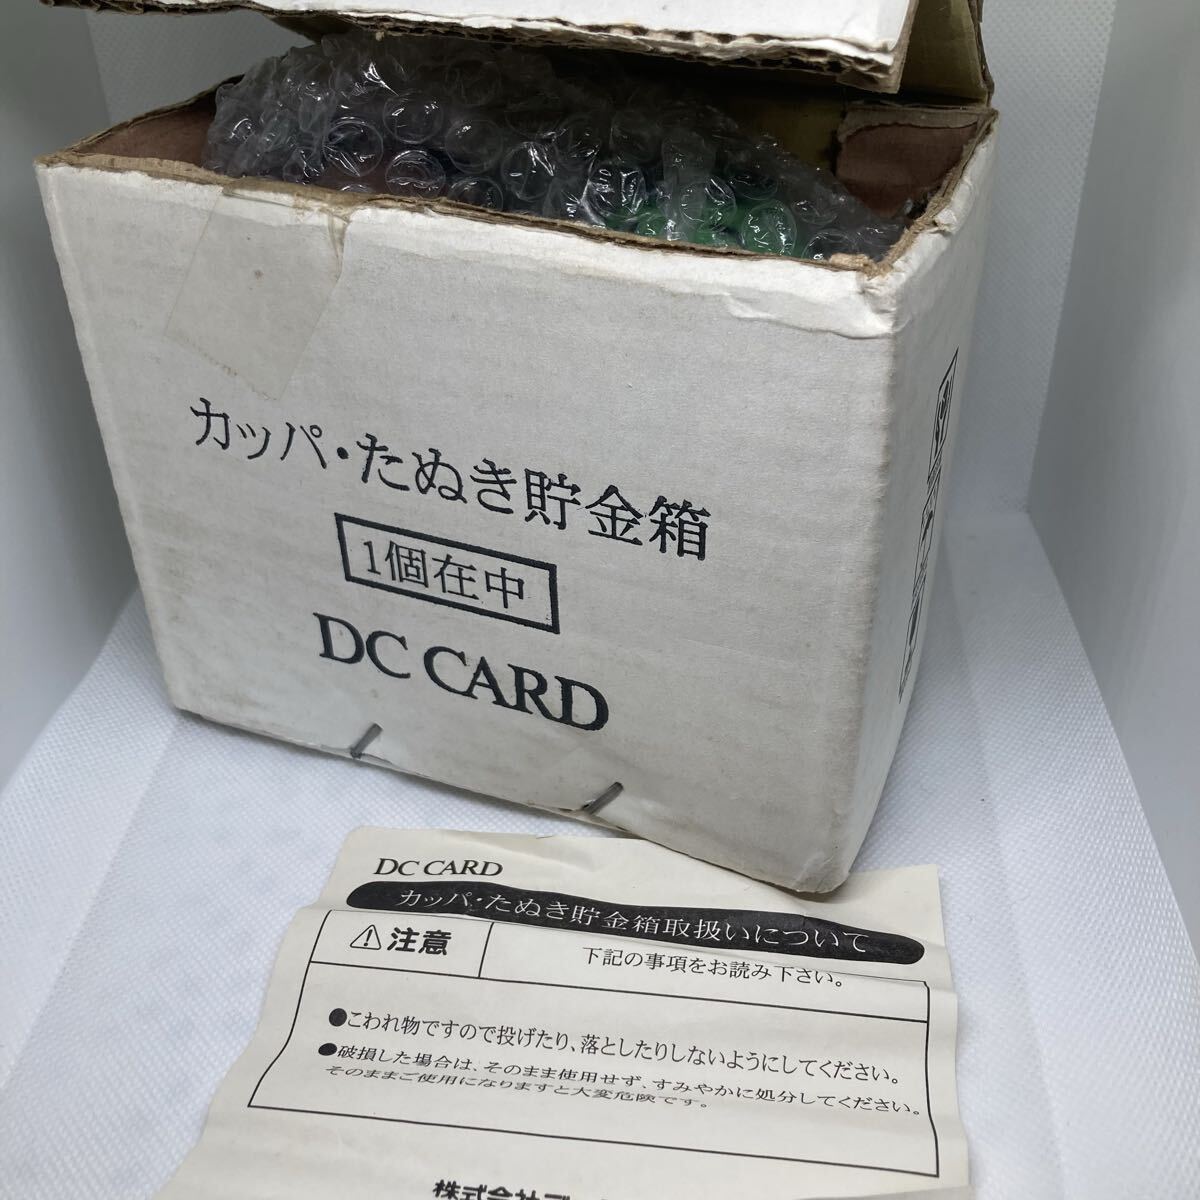 カッパ・たぬき貯金箱
1個在中
DC CARD
DC CARD
カッパ・たぬき貯金箱取扱いについて
注意
下記の事項をお読み下さい。
●こわれ物ですので投げたり、落としたりしないようにしてください。
●破損した場合は、そのまま使用せず、すみやかに処分してください。
そのままご使用になりますと大変危険です。
株式会社デ